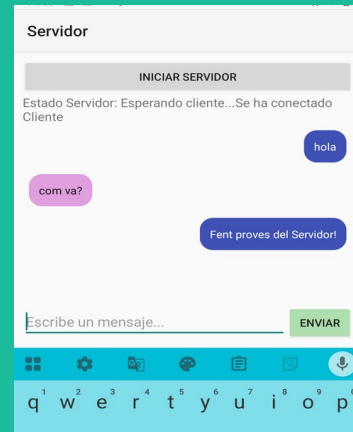 Servidor
INICIAR SERVIDOR
Estado Servidor: Esperando cliente...Se ha conectado
Cliente
hola
com va?
Fent proves del Servidor!
Escribe un mensaje...
ENVIAR
1 2 3 4 5 6 7 8 9
q w e r t y u i o p